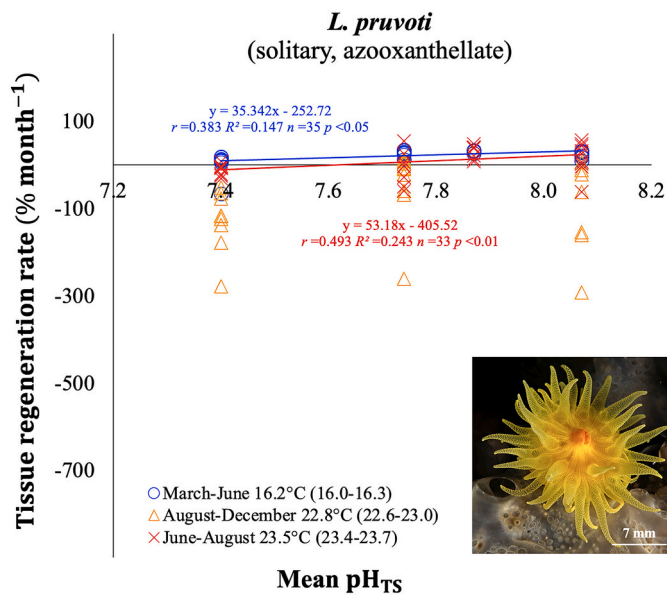 L. pruvoti
(solitary, azooxanthellate)
y = 35.342x - 252.72
r =0.383 R² =0.147 n =35 p <0.05
100
7.2 7.4 7.6 7.8 8.0 8.2
-100
y = 53.18x - 405.52
r =0.493 R² =0.243 n =33 p <0.01
-300
-500
-700
Tissue regeneration rate (% month⁻¹)
March-June 16.2°C (16.0-16.3)
August-December 22.8°C (22.6-23.0)
June-August 23.5°C (23.4-23.7)
7 mm
Mean pH_TS